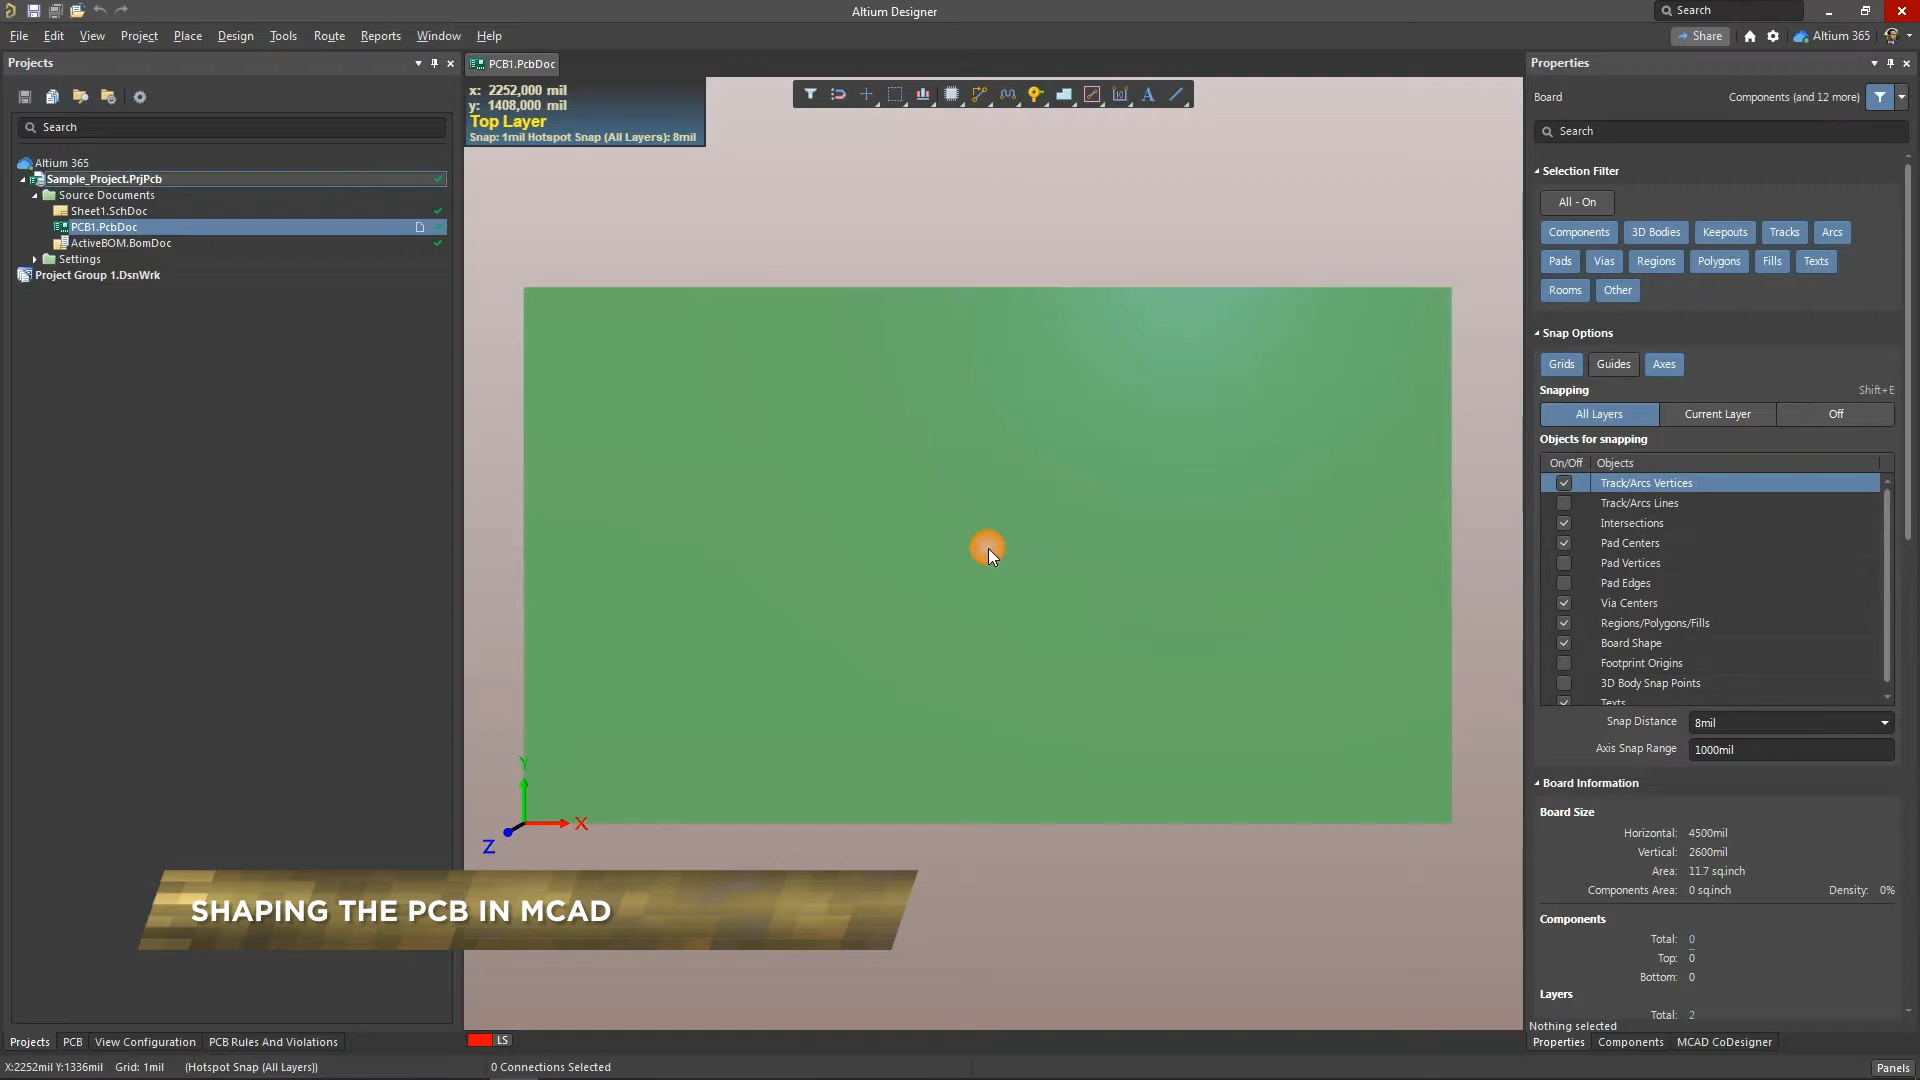 Altium Designer
Search
File Edit View Project Place Design Tools Route Reports Window Help
Share
Altium 365
Projects
Search
Altium 365
Sample_Project.PrjPcb
Source Documents
Sheet1.SchDoc
PCB1.PcbDoc
ActiveBOM.BomDoc
Settings
Project Group 1.DsnWrk
PCB1.PcbDoc
x: 2252,000 mil
y: 1408,000 mil
Top Layer
Snap: 1mil Hotspot Snap (All Layers): 8mil
Y
X
Z
SHAPING THE PCB IN MCAD
Properties
Board Components (and 12 more)
Search
Selection Filter
All - On
Components 3D Bodies Keepouts Tracks Arcs
Pads Vias Regions Polygons Fills Texts
Rooms Other
Snap Options
Grids Guides Axes
Snapping Shift+E
All Layers Current Layer Off
Objects for snapping
On/Off Objects
Track/Arcs Vertices
Track/Arcs Lines
Intersections
Pad Centers
Pad Vertices
Pad Edges
Via Centers
Regions/Polygons/Fills
Board Shape
Footprint Origins
3D Body Snap Points
Texts
Snap Distance 8mil
Axis Snap Range 1000mil
Board Information
Board Size
Horizontal: 4500mil
Vertical: 2600mil
Area: 11.7 sq.inch
Components Area: 0 sq.inch Density: 0%
Components
Total: 0
Top: 0
Bottom: 0
Layers
Total: 2
Nothing selected
Projects PCB View Configuration PCB Rules And Violations
LS
Properties Components MCAD CoDesigner
X:2252mil Y:1336mil Grid: 1mil (Hotspot Snap (All Layers))
0 Connections Selected
Panels